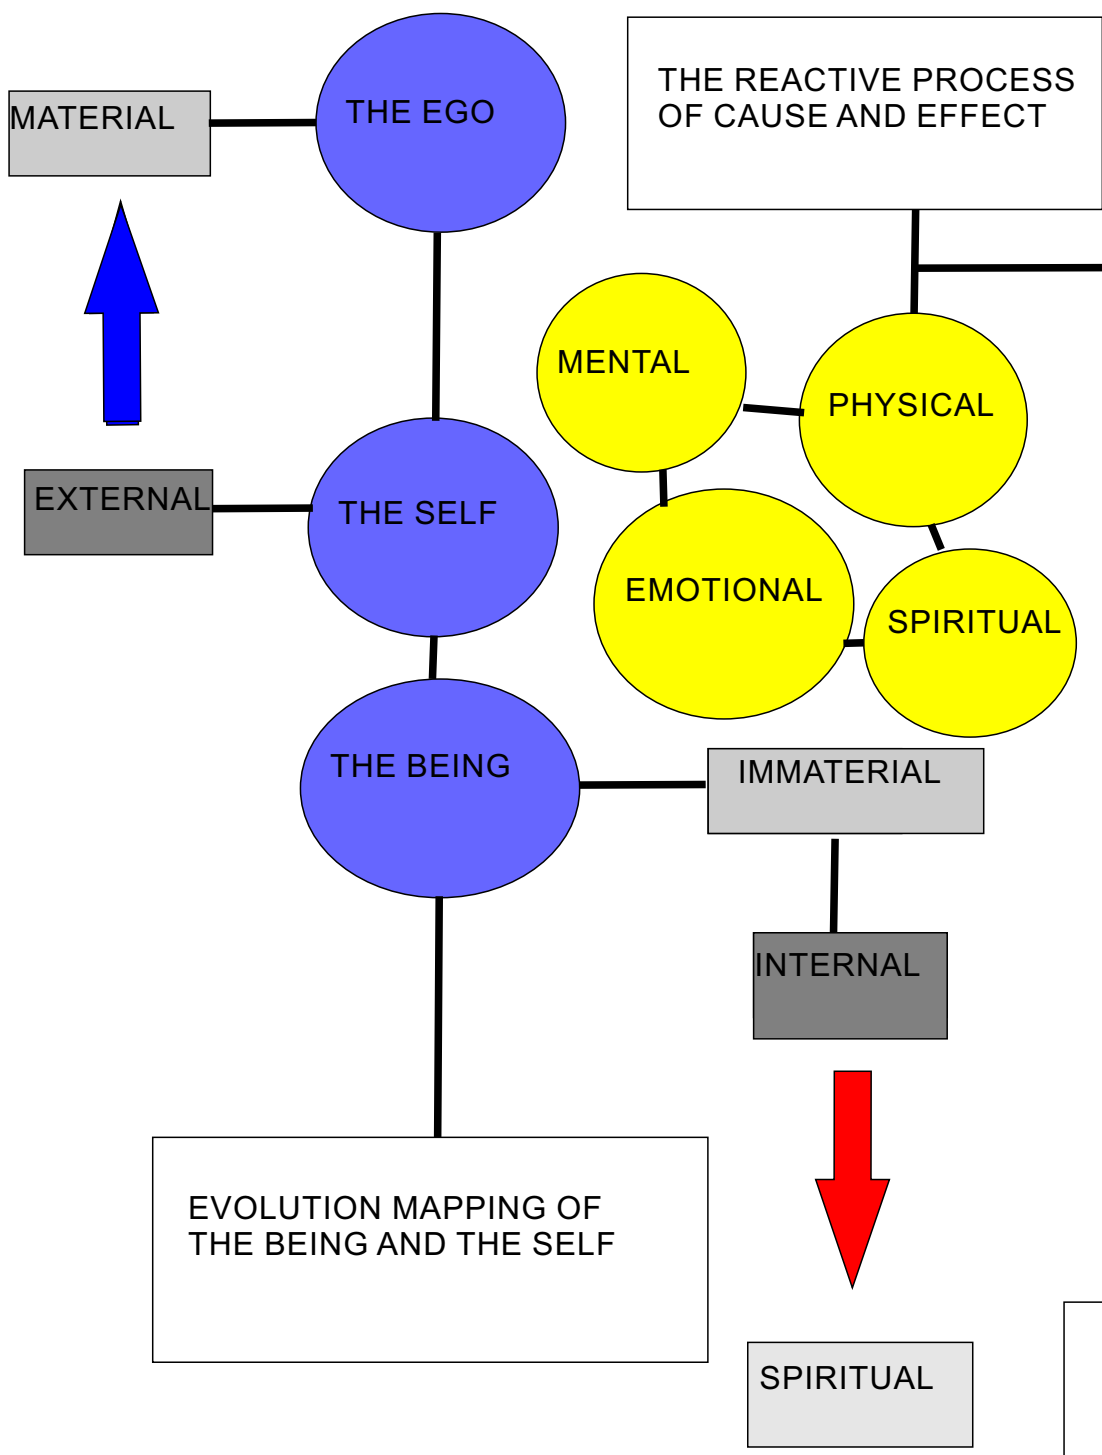 THE EGO
MATERIAL
THE REACTIVE PROCESS
OF CAUSE AND EFFECT
MENTAL
PHYSICAL
EXTERNAL
THE SELF
EMOTIONAL
SPIRITUAL
THE BEING
IMMATERIAL
INTERNAL
EVOLUTION MAPPING OF
THE BEING AND THE SELF
SPIRITUAL